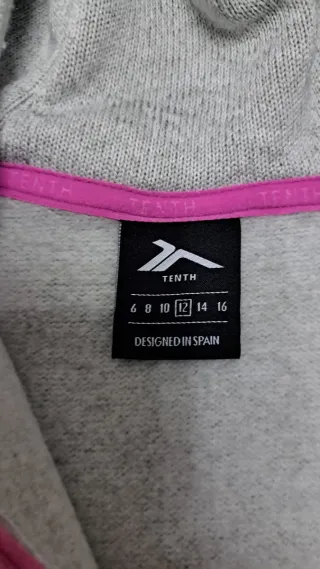 TENTH TENTH TENTH
TENTH
6 8 10 12 14 16
DESIGNED IN SPAIN